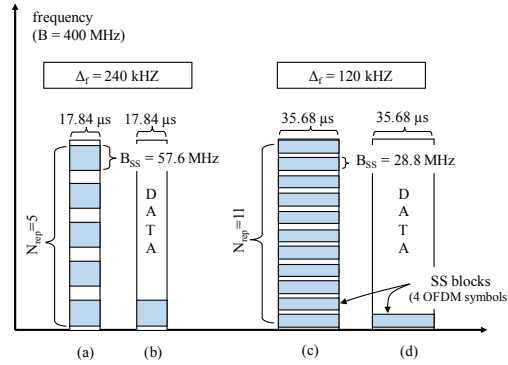 frequency
(B = 400 MHz)
Δf = 240 kHZ
Δf = 120 kHZ
17.84 µs
17.84 µs
35.68 µs
35.68 µs
BSS = 57.6 MHz
BSS = 28.8 MHz
Nrep=5
D
A
T
A
Nrep=11
D
A
T
A
SS blocks
(4 OFDM symbols
(a)
(b)
(c)
(d)